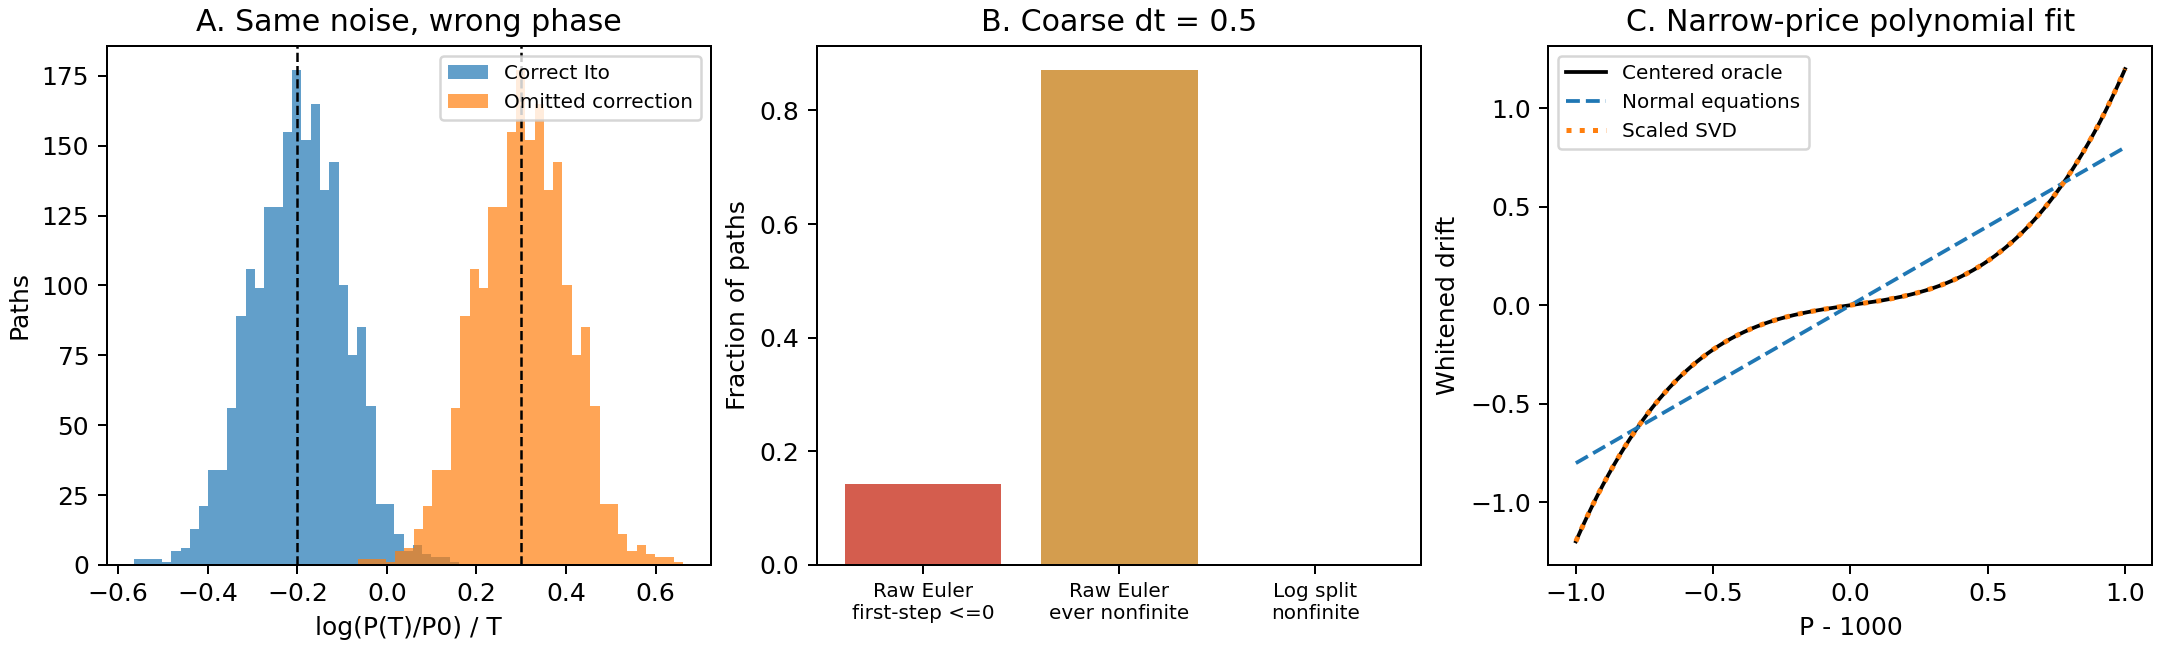 A. Same noise, wrong phase
175
150
125
100
75
50
25
0
Paths
Correct Ito
Omitted correction
−0.6
−0.4
−0.2
0.0
0.2
0.4
0.6
log(P(T)/P0) / T
B. Coarse dt = 0.5
0.8
0.6
0.4
0.2
0.0
Fraction of paths
Raw Euler
first-step <=0
Raw Euler
ever nonfinite
Log split
nonfinite
C. Narrow-price polynomial fit
Centered oracle
Normal equations
Scaled SVD
1.0
0.5
0.0
−0.5
−1.0
Whitened drift
−1.0
−0.5
0.0
0.5
1.0
P - 1000